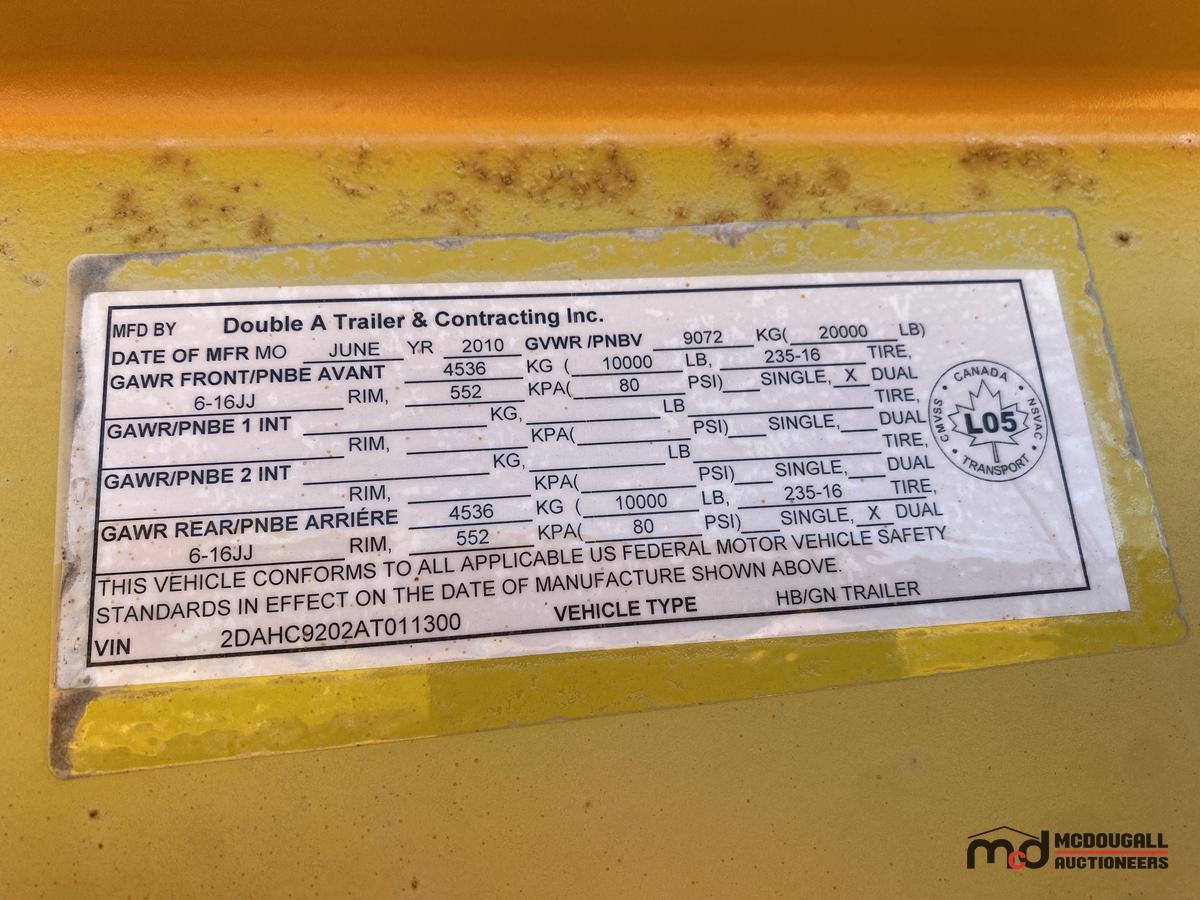 MFD BY Double A Trailer & Contracting Inc.
DATE OF MFR MO JUNE YR 2010 GVWR /PNBV 9072 KG( 20000 LB)
GAWR FRONT/PNBE AVANT 4536 KG ( 10000 LB, 235-16 TIRE,
6-16JJ RIM, 552 KPA( 80 PSI) SINGLE, X DUAL
GAWR/PNBE 1 INT KG, LB TIRE,
RIM, KPA( PSI) SINGLE, DUAL
GAWR/PNBE 2 INT KG, LB TIRE,
RIM, KPA( PSI) SINGLE, DUAL
GAWR REAR/PNBE ARRIÉRE 4536 KG ( 10000 LB, 235-16 TIRE,
6-16JJ RIM, 552 KPA( 80 PSI) SINGLE, X DUAL
THIS VEHICLE CONFORMS TO ALL APPLICABLE US FEDERAL MOTOR VEHICLE SAFETY
STANDARDS IN EFFECT ON THE DATE OF MANUFACTURE SHOWN ABOVE.
VIN 2DAHC9202AT011300 VEHICLE TYPE HB/GN TRAILER
CANADA
CMVSS L05 NSVAC
TRANSPORT
mcd MCDOUGALL
AUCTIONEERS